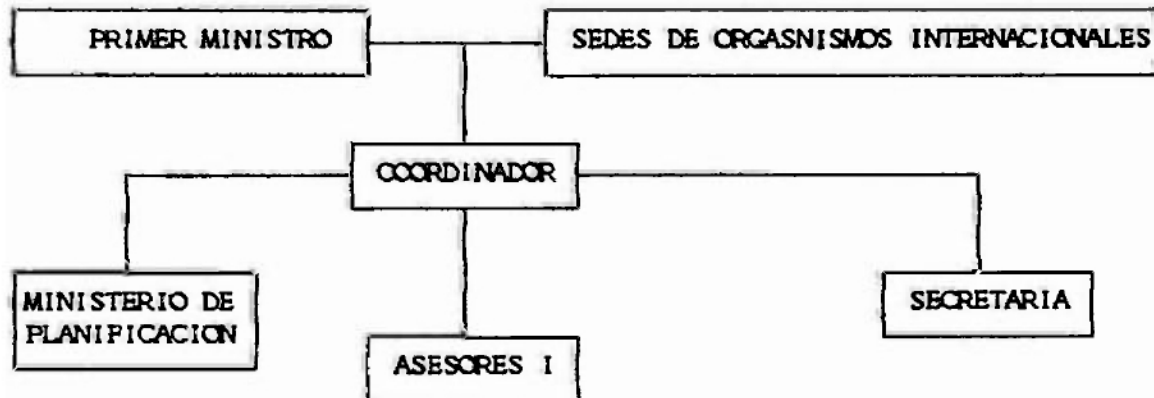 PRIMER MINISTRO
SEDES DE ORGASNISMOS INTERNACIONALES
COORDINADOR
MINISTERIO DE
PLANIFICACION
SECRETARIA
ASESORES I